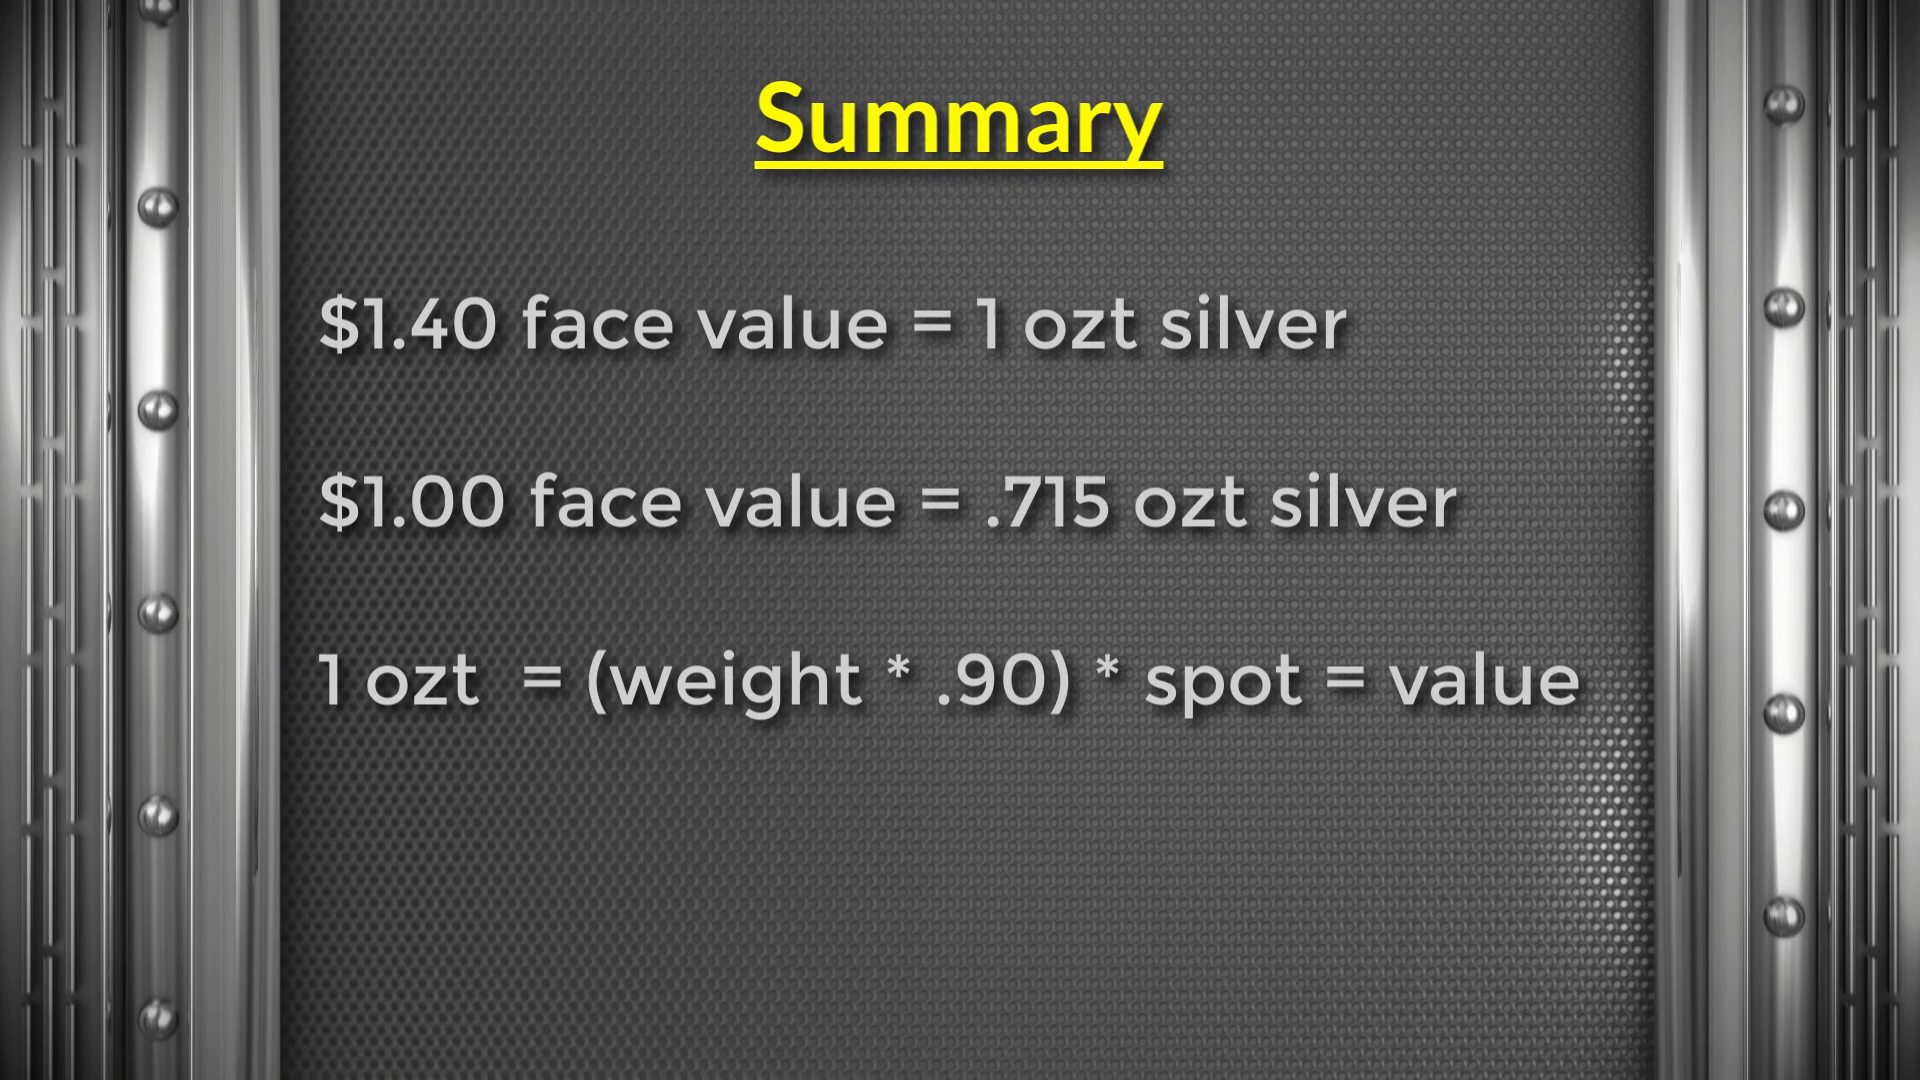 Summary
$1.40 face value = 1 ozt silver
$1.00 face value = .715 ozt silver
1 ozt = (weight * .90) * spot = value